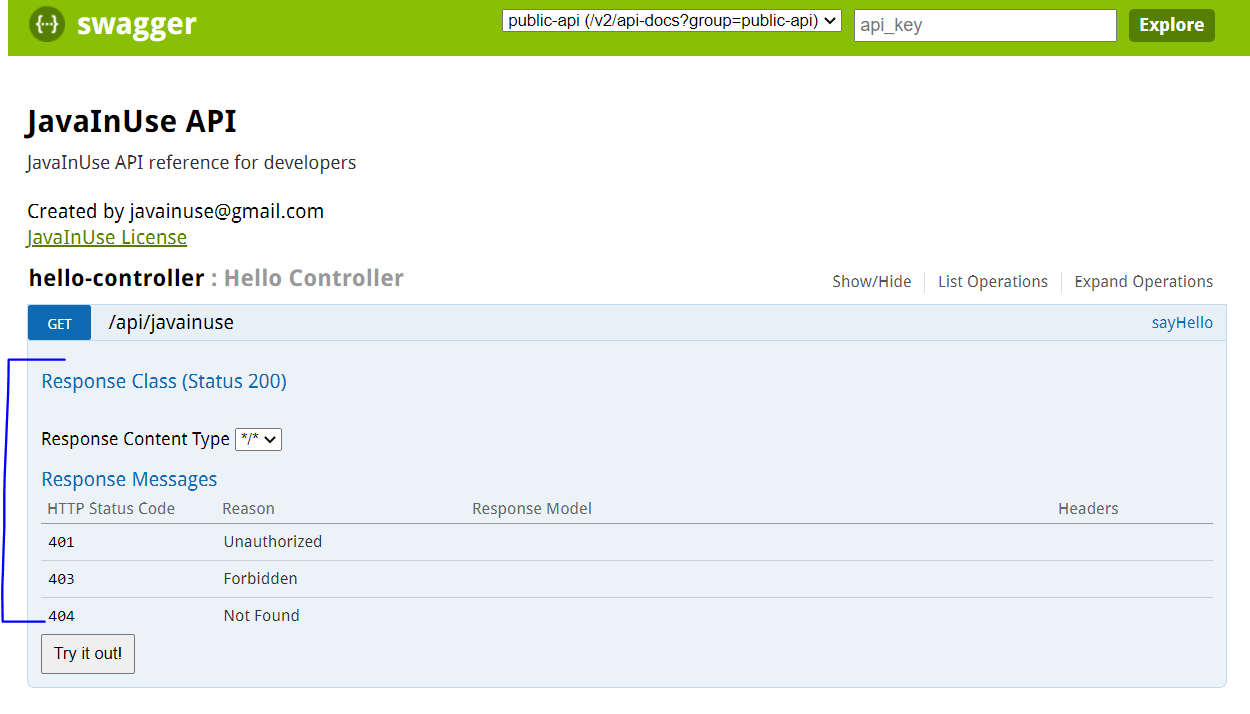 {···} swagger public-api (/v2/api-docs?group=public-api) api_key Explore
JavaInUse API
JavaInUse API reference for developers
Created by javainuse@gmail.com
JavaInUse License
hello-controller : Hello Controller Show/Hide List Operations Expand Operations
GET /api/javainuse sayHello
Response Class (Status 200)
Response Content Type */*
Response Messages
HTTP Status Code Reason Response Model Headers
401 Unauthorized
403 Forbidden
404 Not Found
Try it out!